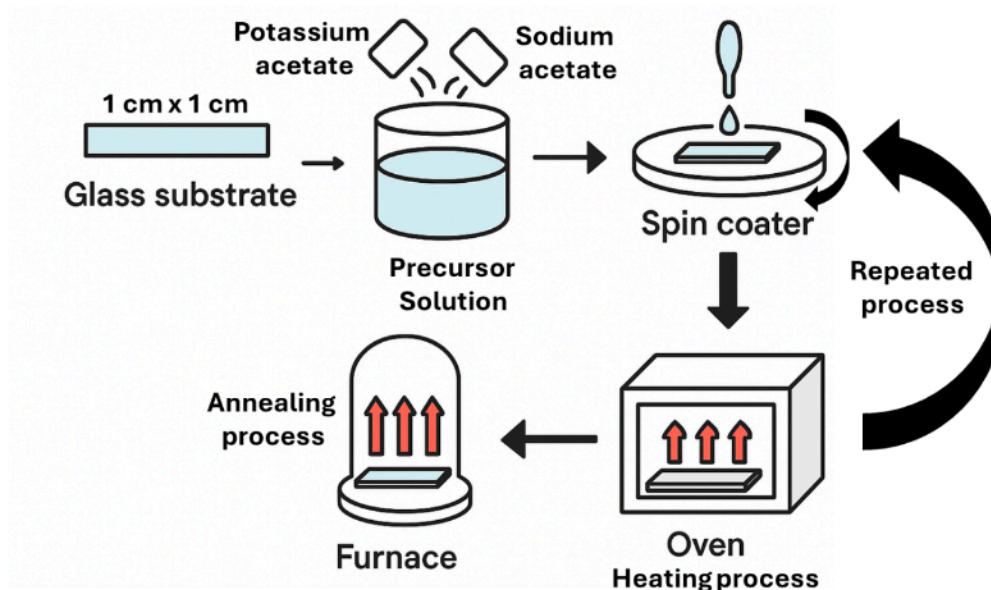 Potassium
acetate
Sodium
acetate
1 cm x 1 cm
Glass substrate
Precursor
Solution
Spin coater
Repeated
process
Annealing
process
Furnace
Oven
Heating process